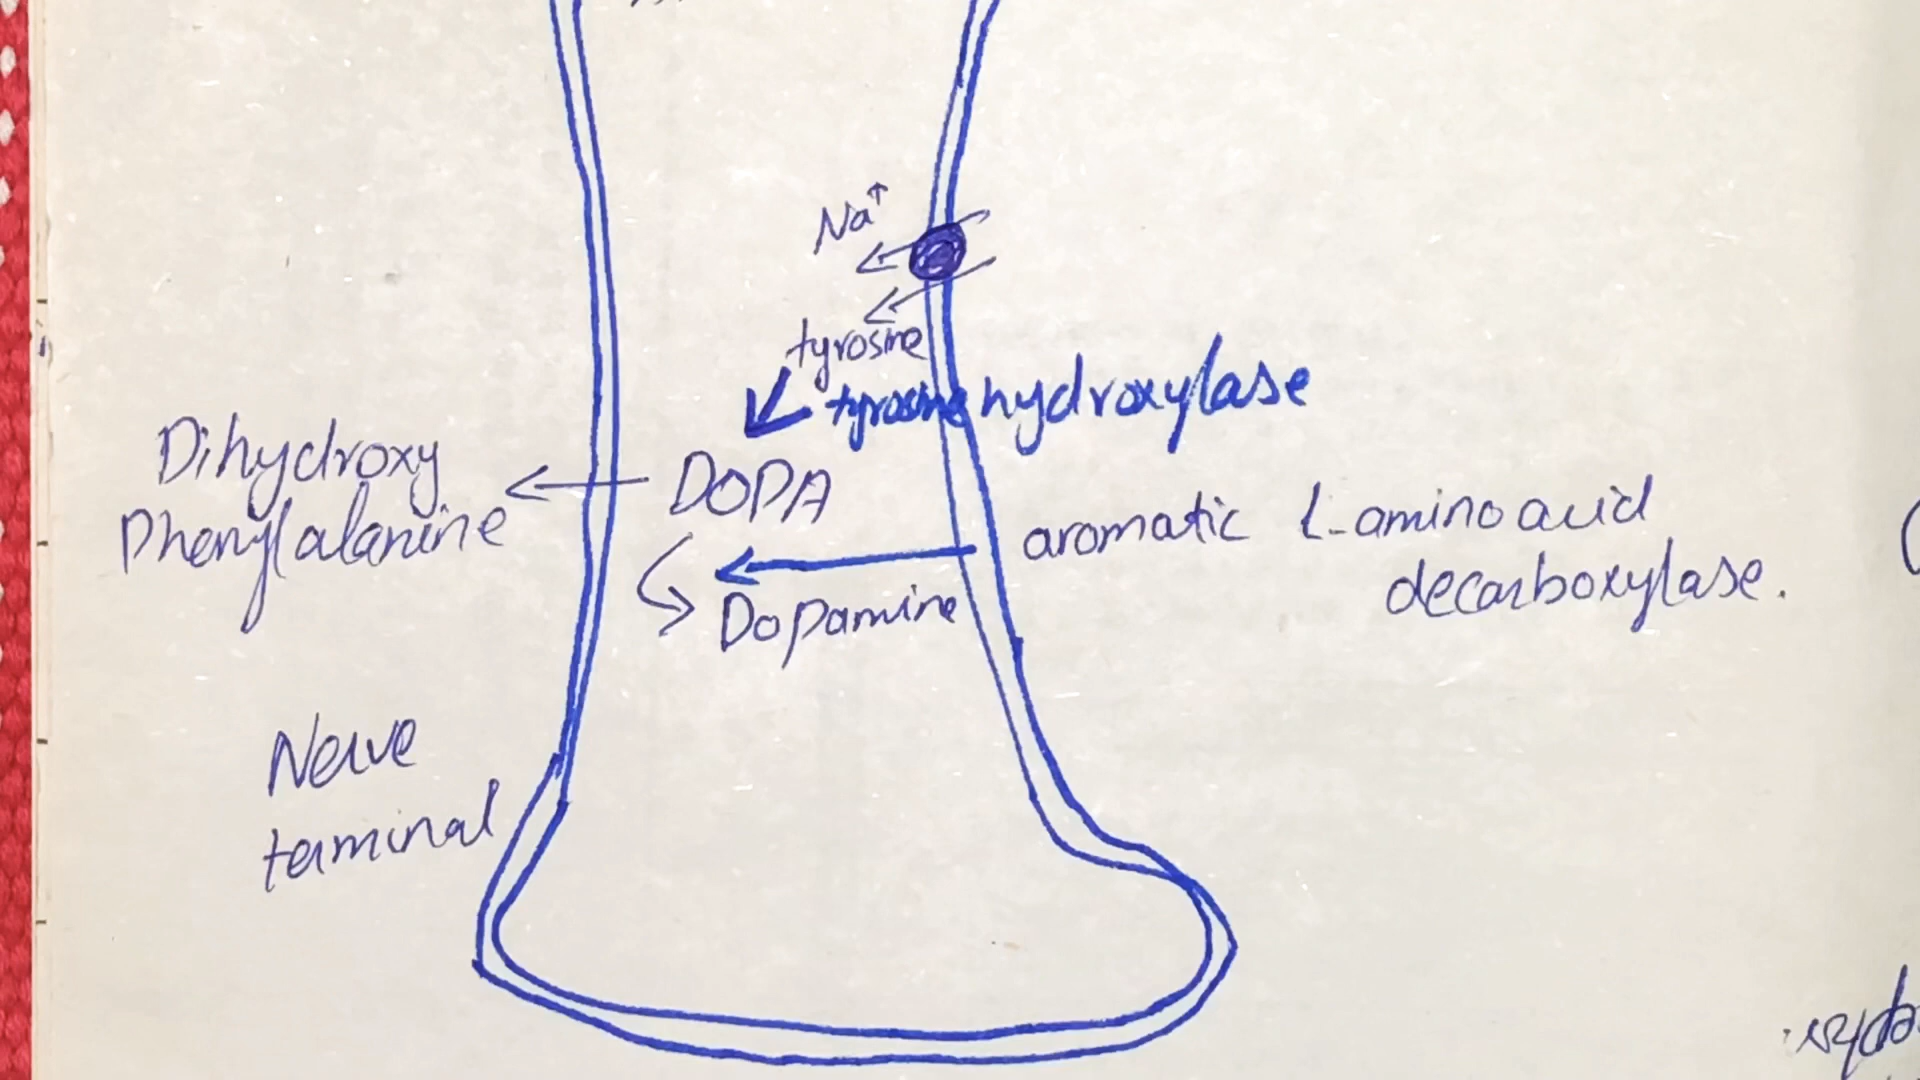 Na+
tyrosine
tyrosine hydroxylase
Dihydroxy
Phenylalanine
DOPA
aromatic L-amino acid
decarboxylase.
Dopamine
Nerve
terminal